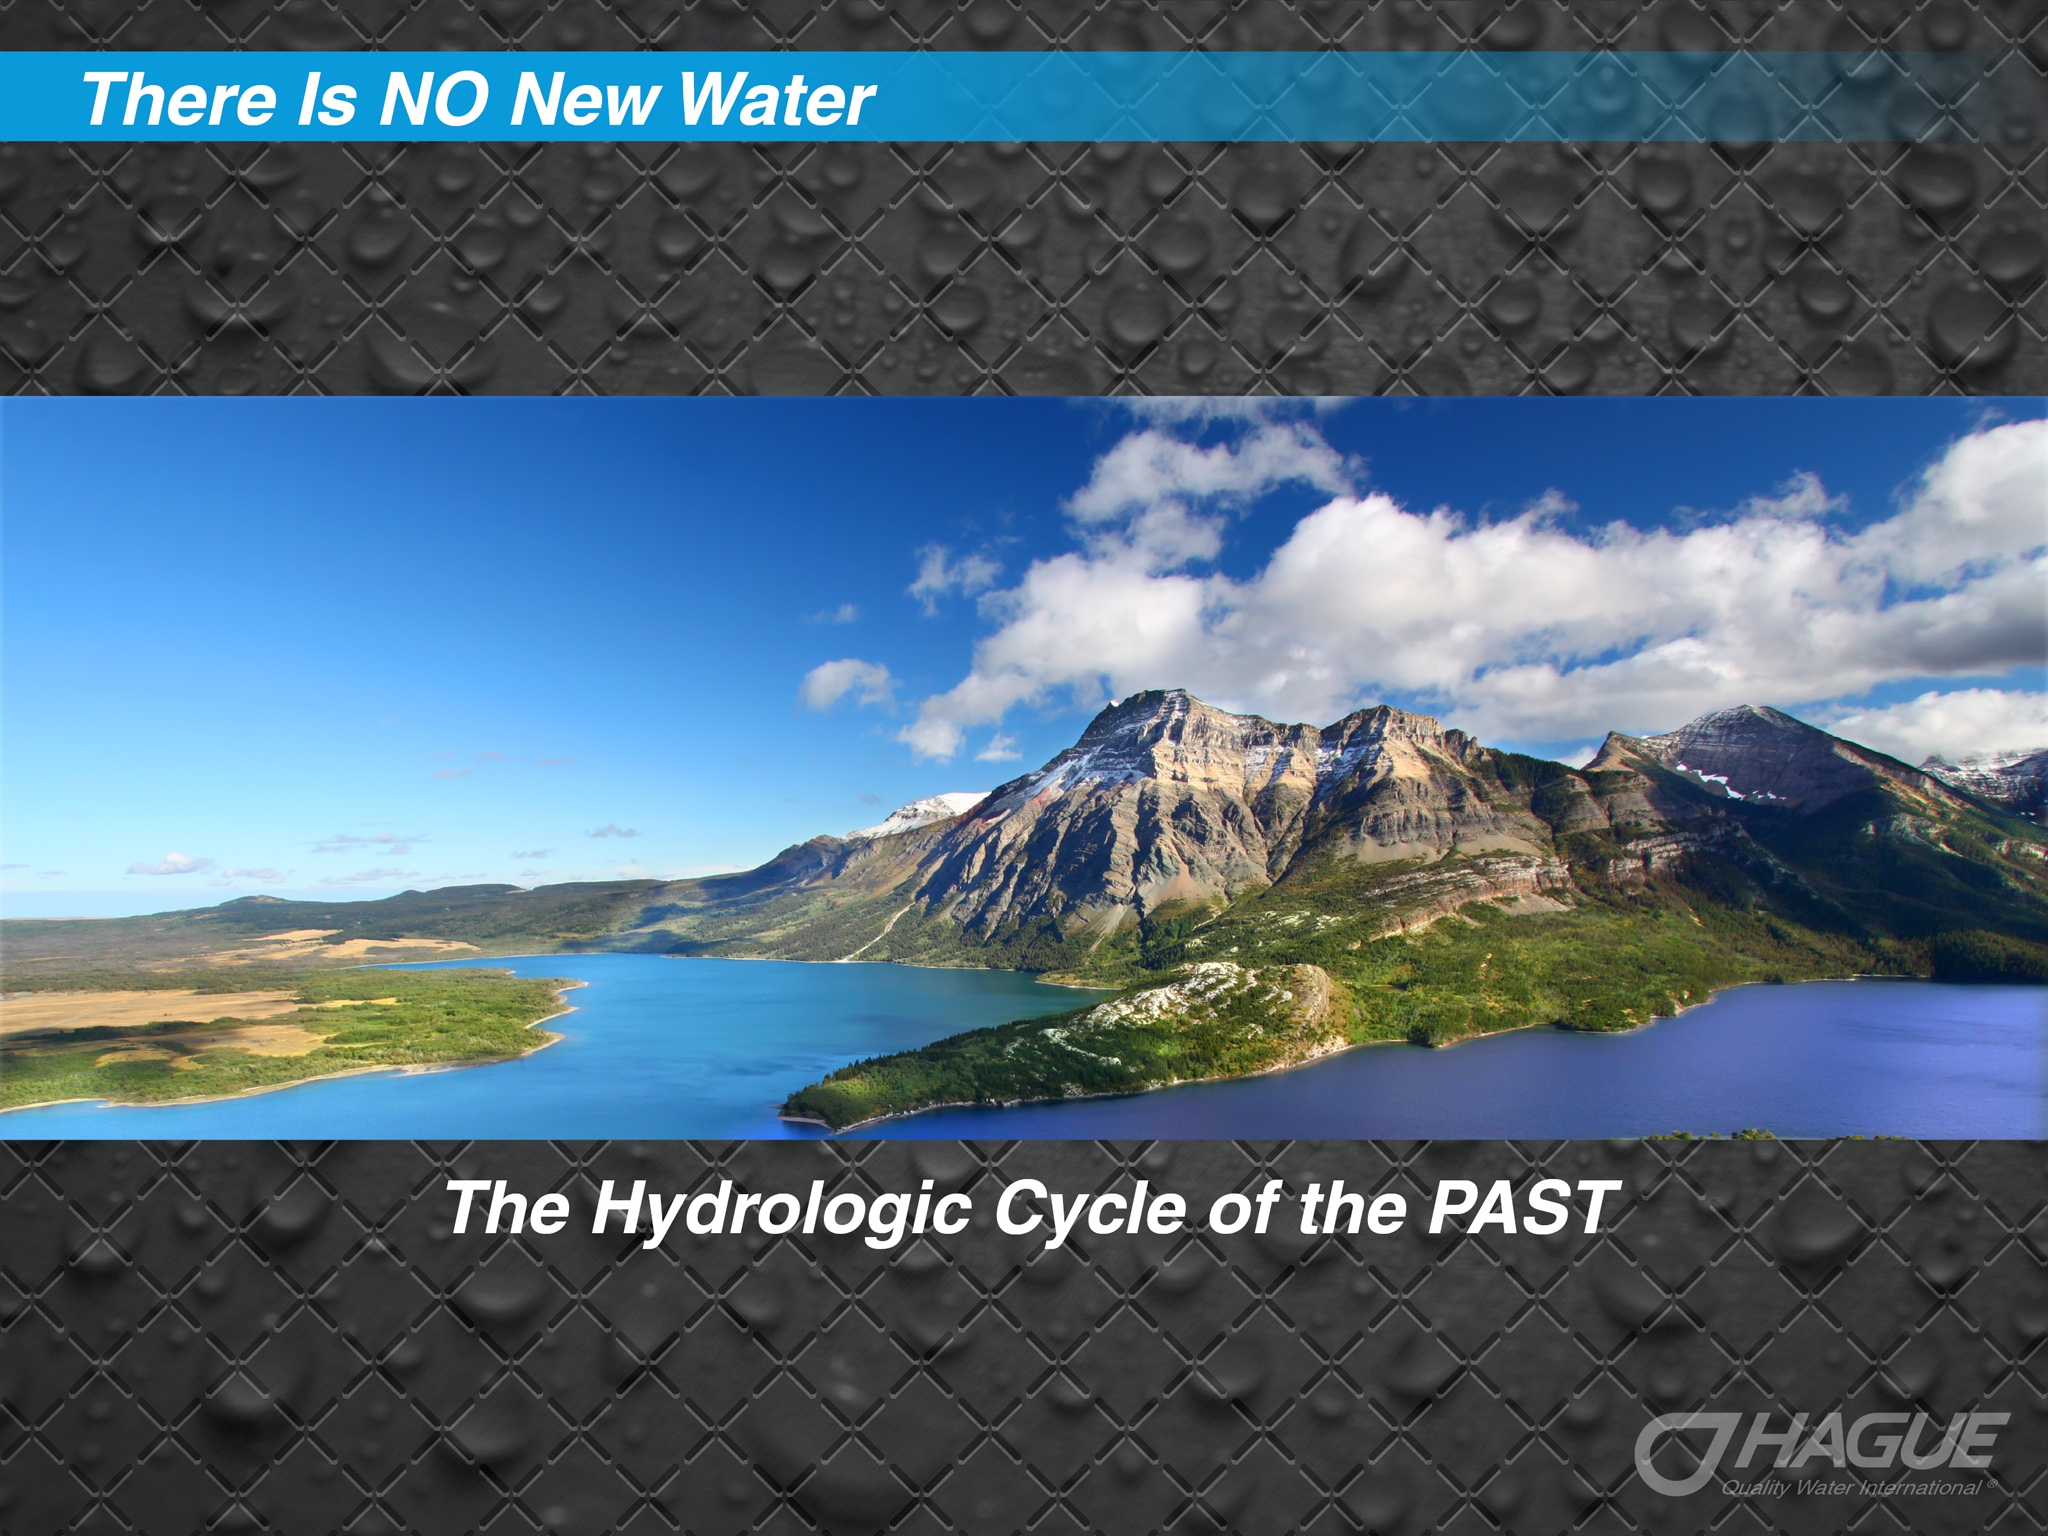 There Is NO New Water
The Hydrologic Cycle of the PAST
HAGUE
Quality Water International ®